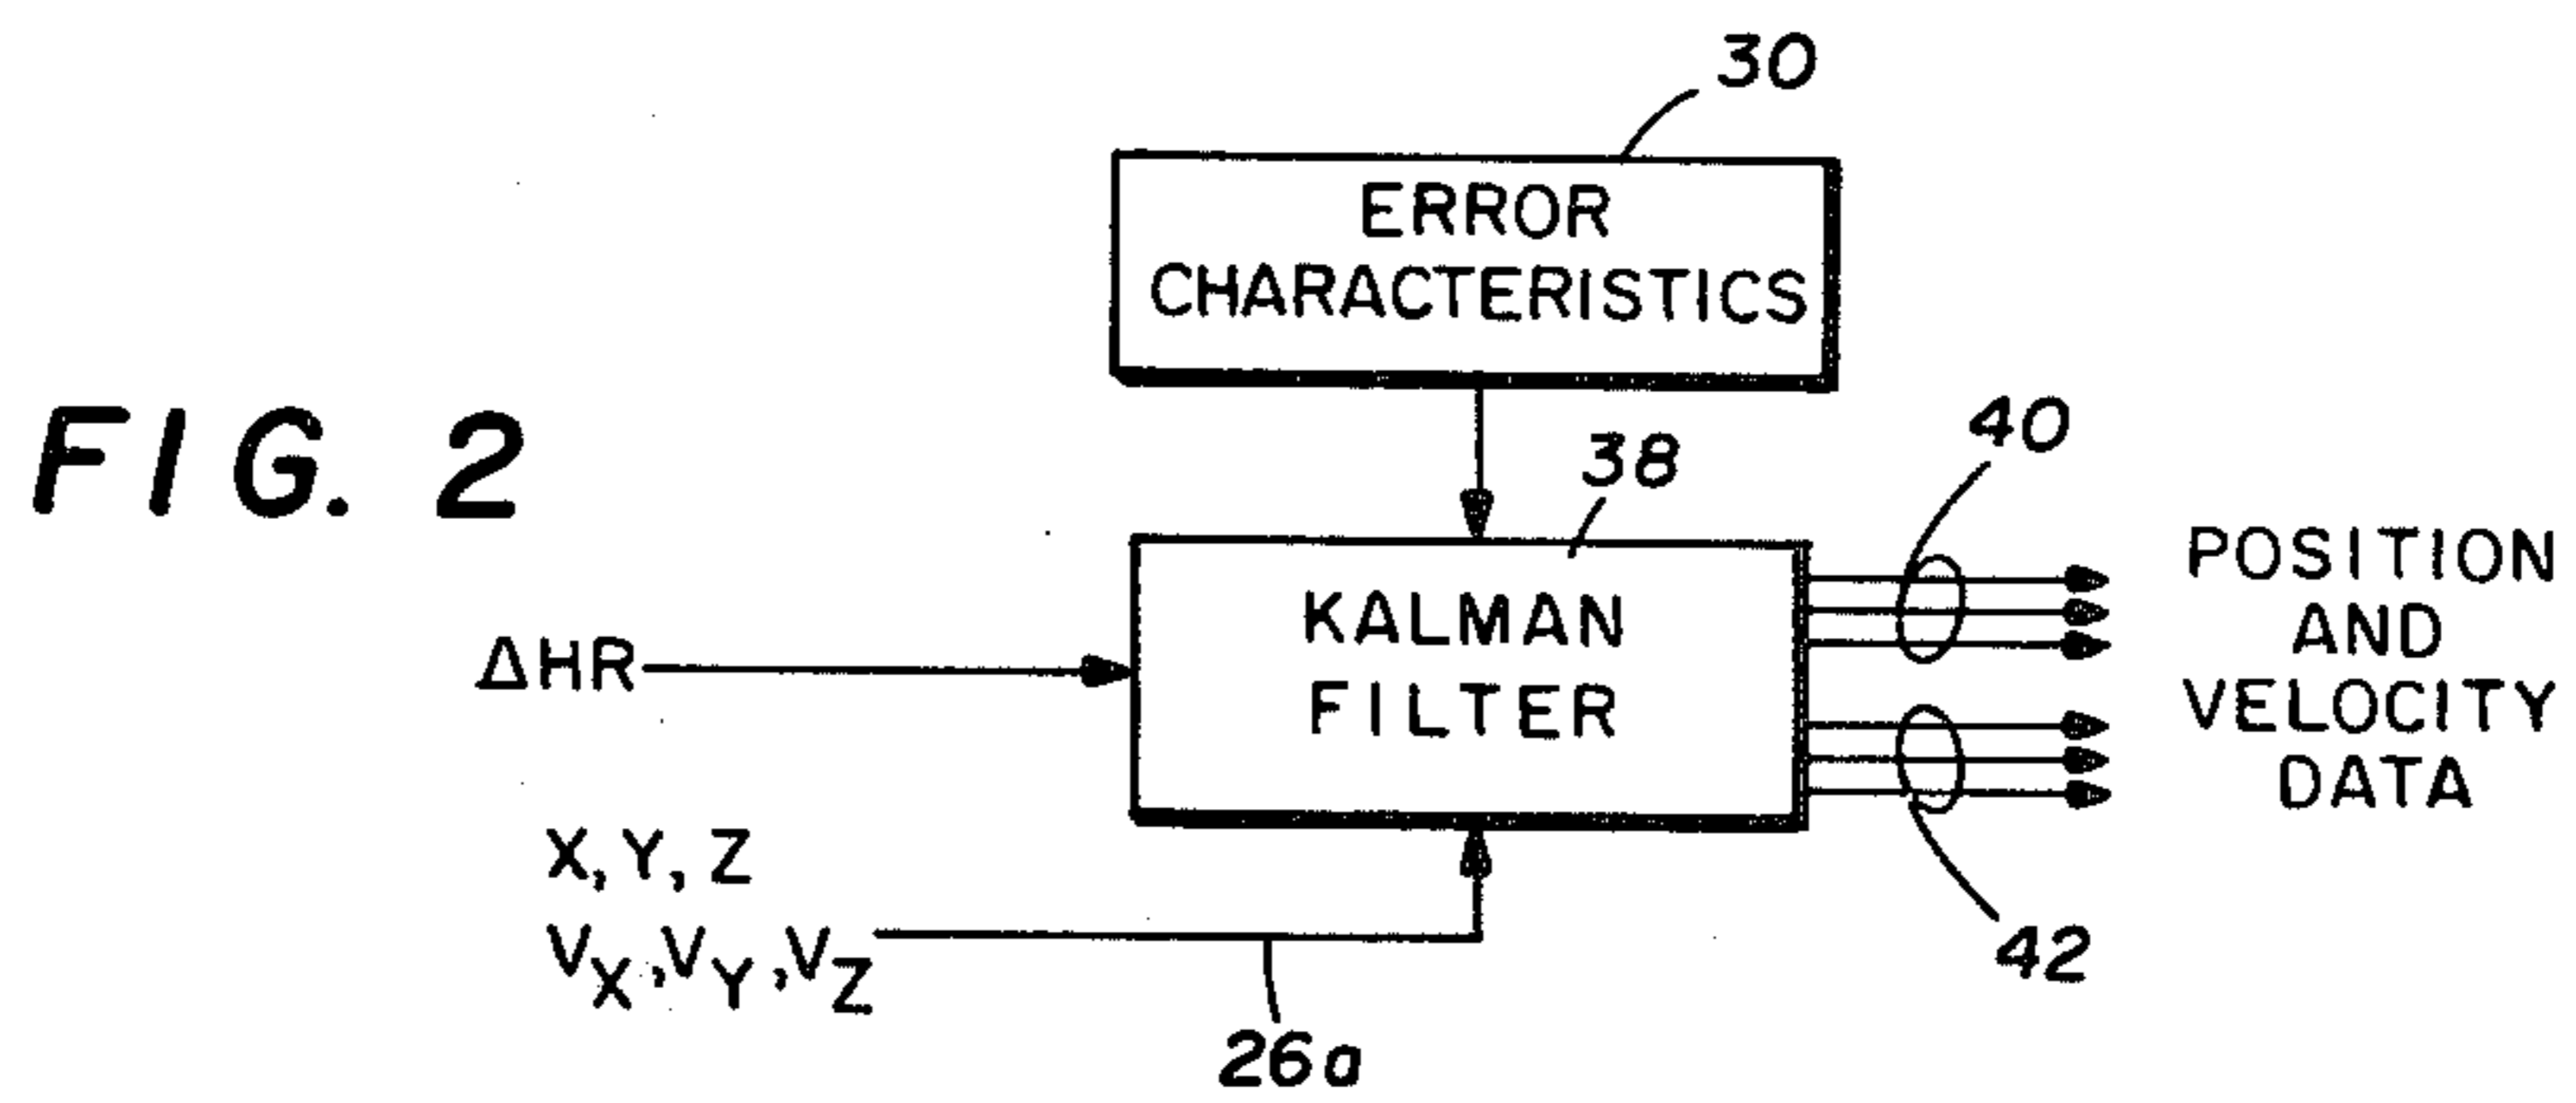 30
ERROR
CHARACTERISTICS
FIG. 2
38
40
KALMAN
FILTER
ΔHR
POSITION
AND
VELOCITY
DATA
X, Y, Z
VX, VY, VZ
42
26a